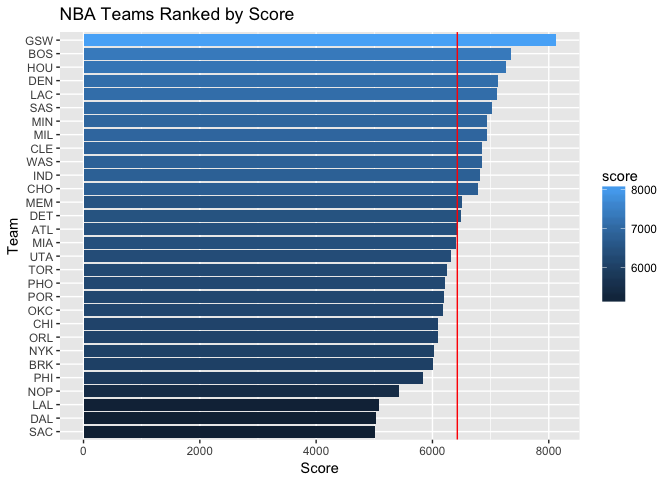 NBA Teams Ranked by Score
GSW
BOS
HOU
DEN
LAC
SAS
MIN
MIL
CLE
WAS
IND
CHO
MEM
DET
ATL
MIA
UTA
TOR
PHO
POR
OKC
CHI
ORL
NYK
BRK
PHI
NOP
LAL
DAL
SAC
Team
0 2000 4000 6000 8000
Score
score
8000
7000
6000